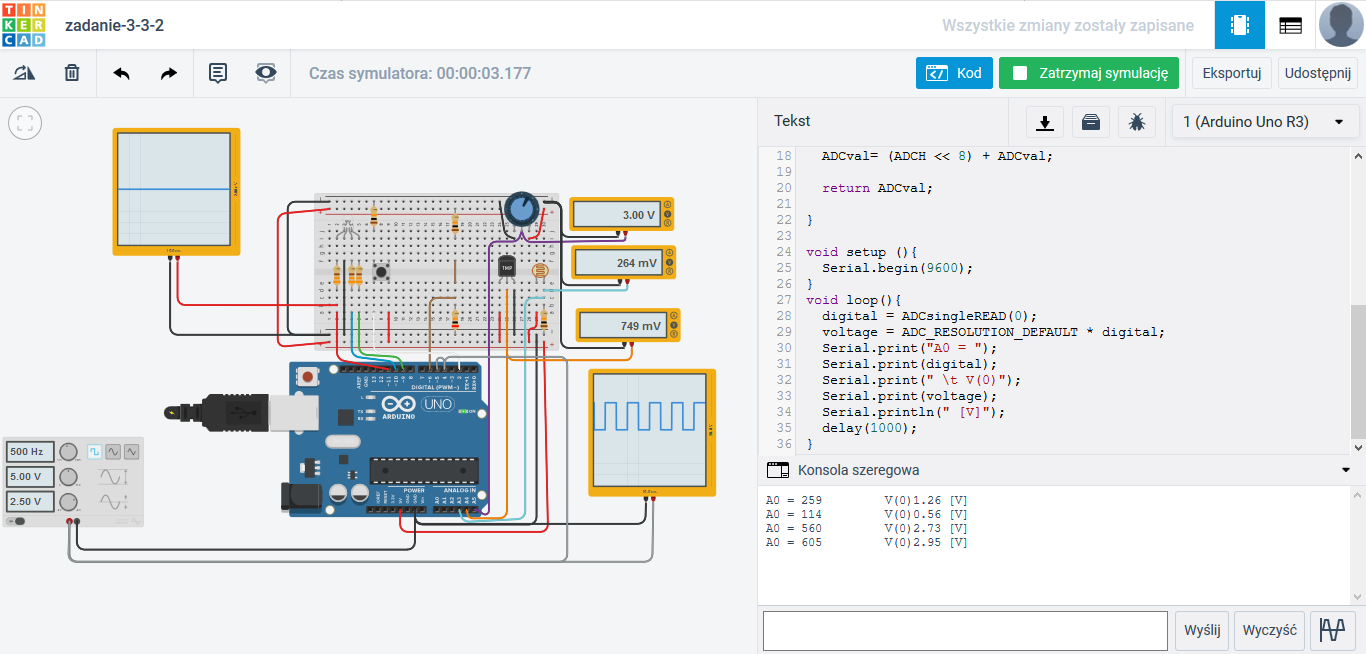 TIN
KER
CAD
zadanie-3-3-2
Wszystkie zmiany zostały zapisane
Czas symulatora: 00:00:03.177
Kod
Zatrzymaj symulację
Eksportuj
Udostępnij
Tekst
1 (Arduino Uno R3)
18 ADCval= (ADCH << 8) + ADCval;
19
20 return ADCval;
21
22 }
23
24 void setup (){
25 Serial.begin(9600);
26 }
27 void loop(){
28 digital = ADCsingleREAD(0);
29 voltage = ADC_RESOLUTION_DEFAULT * digital;
30 Serial.print("A0 = ");
31 Serial.print(digital);
32 Serial.print(" \t V(0)");
33 Serial.print(voltage);
34 Serial.println(" [V]");
35 delay(1000);
36 }
Konsola szeregowa
A0 = 259 V(0)1.26 [V]
A0 = 114 V(0)0.56 [V]
A0 = 560 V(0)2.73 [V]
A0 = 605 V(0)2.95 [V]
Wyślij
Wyczyść
3.00 V
264 mV
749 mV
TMP
DIGITAL (PWM ~)
UNO
ARDUINO
POWER
ANALOG IN
500 Hz
5.00 V
2.50 V